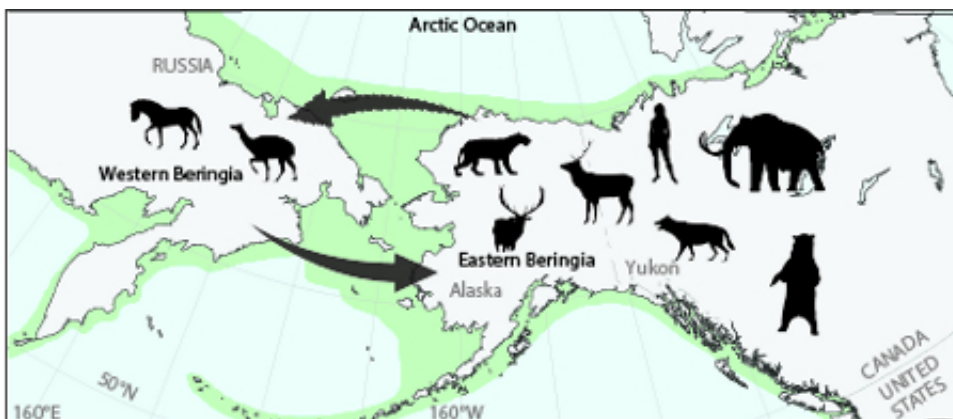 Arctic Ocean
RUSSIA
Western Beringia
Eastern Beringia
Yukon
Alaska
CANADA
UNITED
STATES
50°N
160°E
160°W